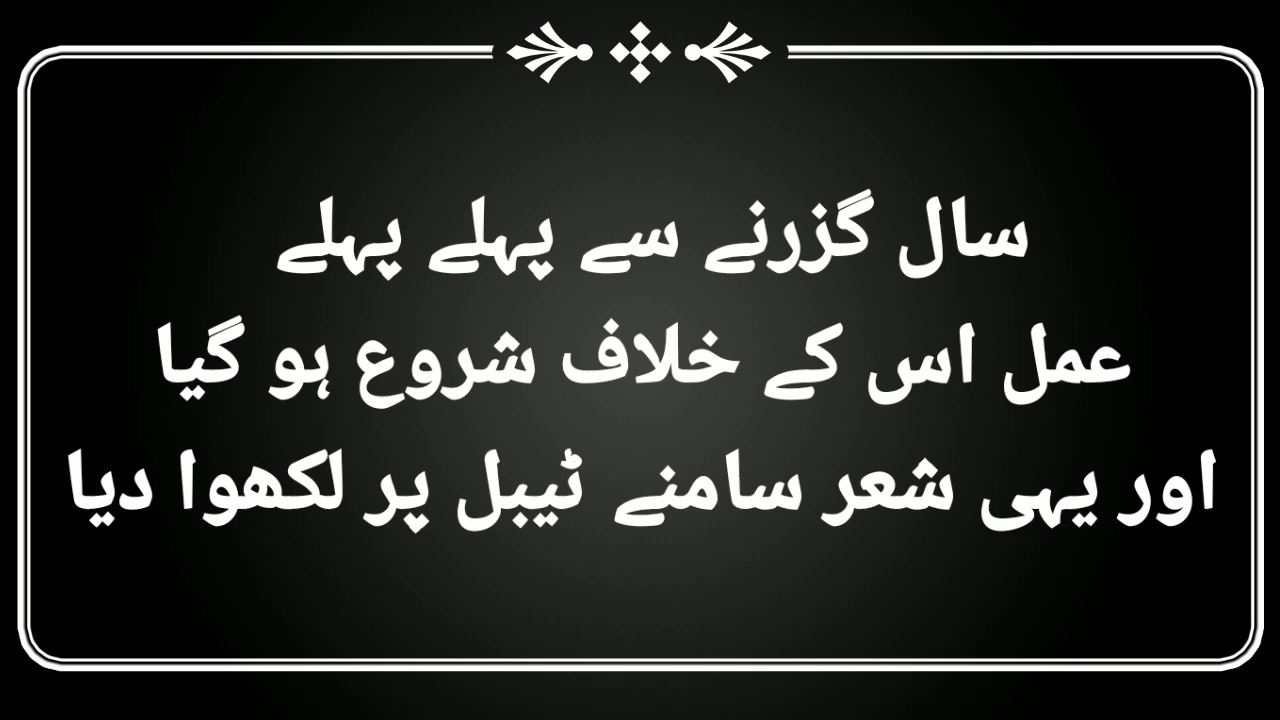 سال گزرنے سے پہلے پہلے
عمل اس کے خلاف شروع ہو گیا
اور یہی شعر سامنے ٹیبل پر لکھوا دیا